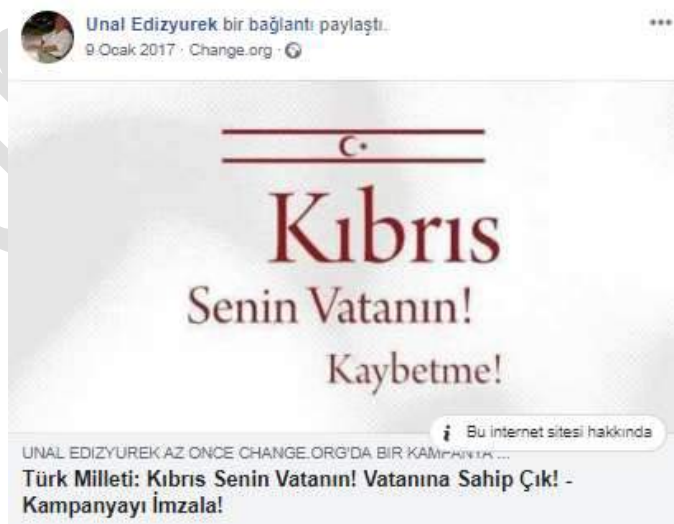 Unal Edizyurek bir bağlantı paylaştı.
9 Ocak 2017 · Change.org ·
Kıbrıs
Senin Vatanın!
Kaybetme!
Bu internet sitesi hakkında
UNAL EDIZYUREK AZ ONCE CHANGE.ORG'DA BIR KAMPANYA ...
Türk Milleti: Kıbrıs Senin Vatanın! Vatanına Sahip Çık! -
Kampanyayı İmzala!